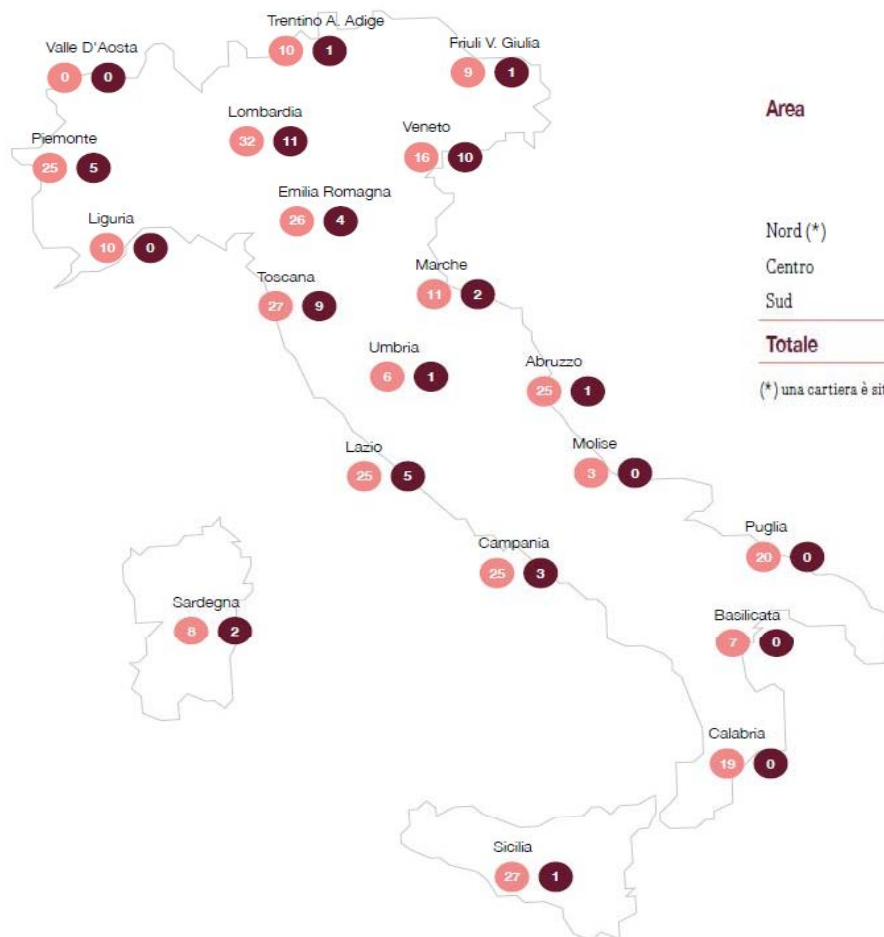 Trentino A. Adige
10 1
Valle D'Aosta
0 0
Friuli V. Giulia
9 1
Lombardia
32 11
Veneto
16 10
Piemonte
25 5
Emilia Romagna
26 4
Liguria
10 0
Toscana
27 9
Marche
11 2
Umbria
6 1
Abruzzo
25 1
Lazio
25 5
Molise
3 0
Campania
25 3
Puglia
20 0
Sardegna
8 2
Basilicata
7 0
Calabria
19 0
Sicilia
27 1
Area
Nord (*)
Centro
Sud
Totale
(*) una cartiera è sit